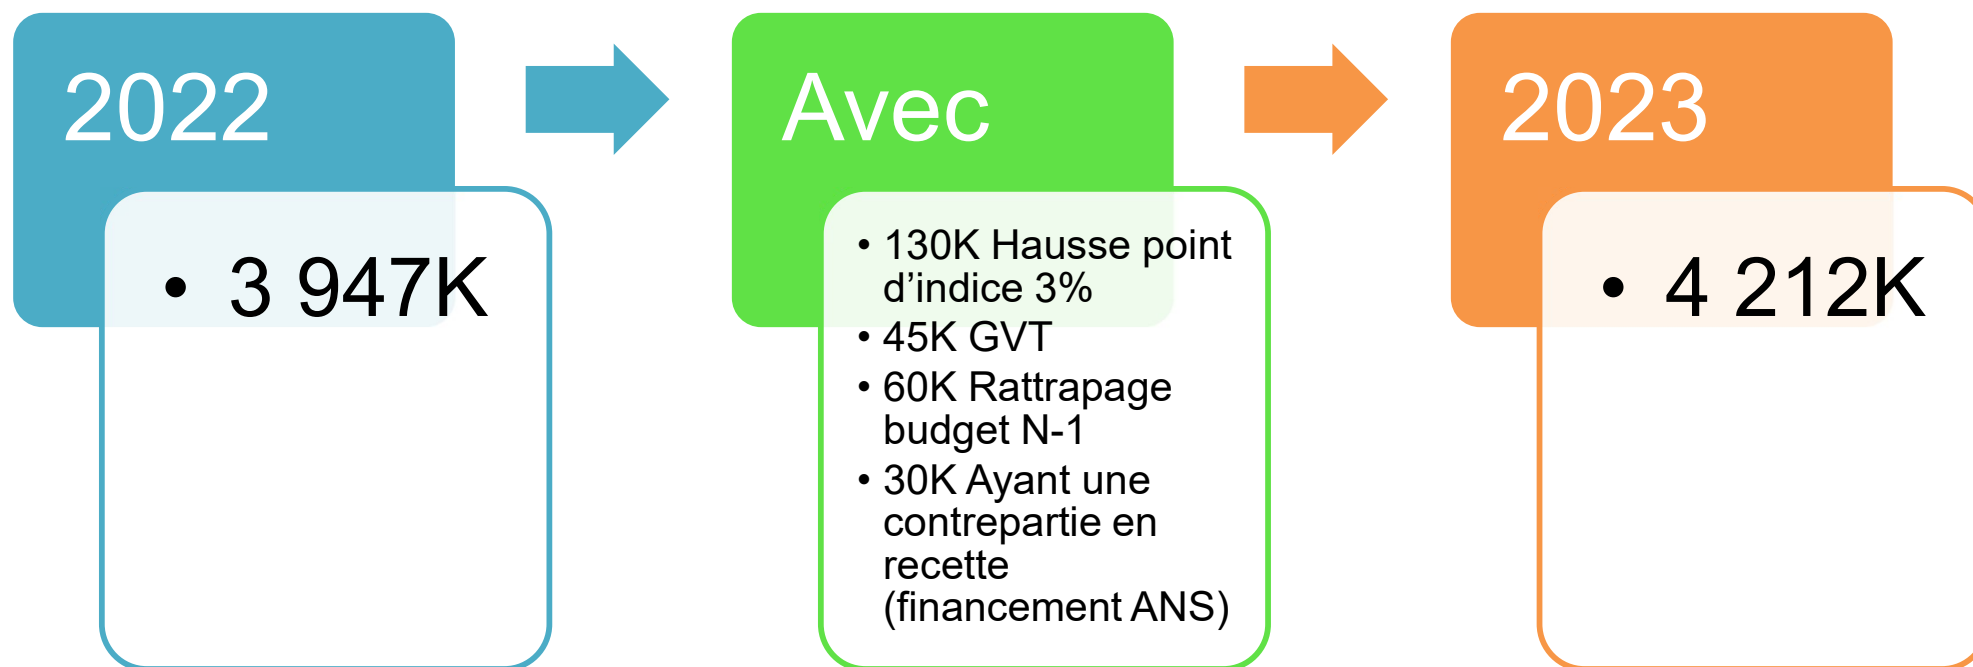 2022
• 3 947K
Avec
• 130K Hausse point
d’indice 3%
• 45K GVT
• 60K Rattrapage
budget N-1
• 30K Ayant une
contrepartie en
recette
(financement ANS)
2023
• 4 212K